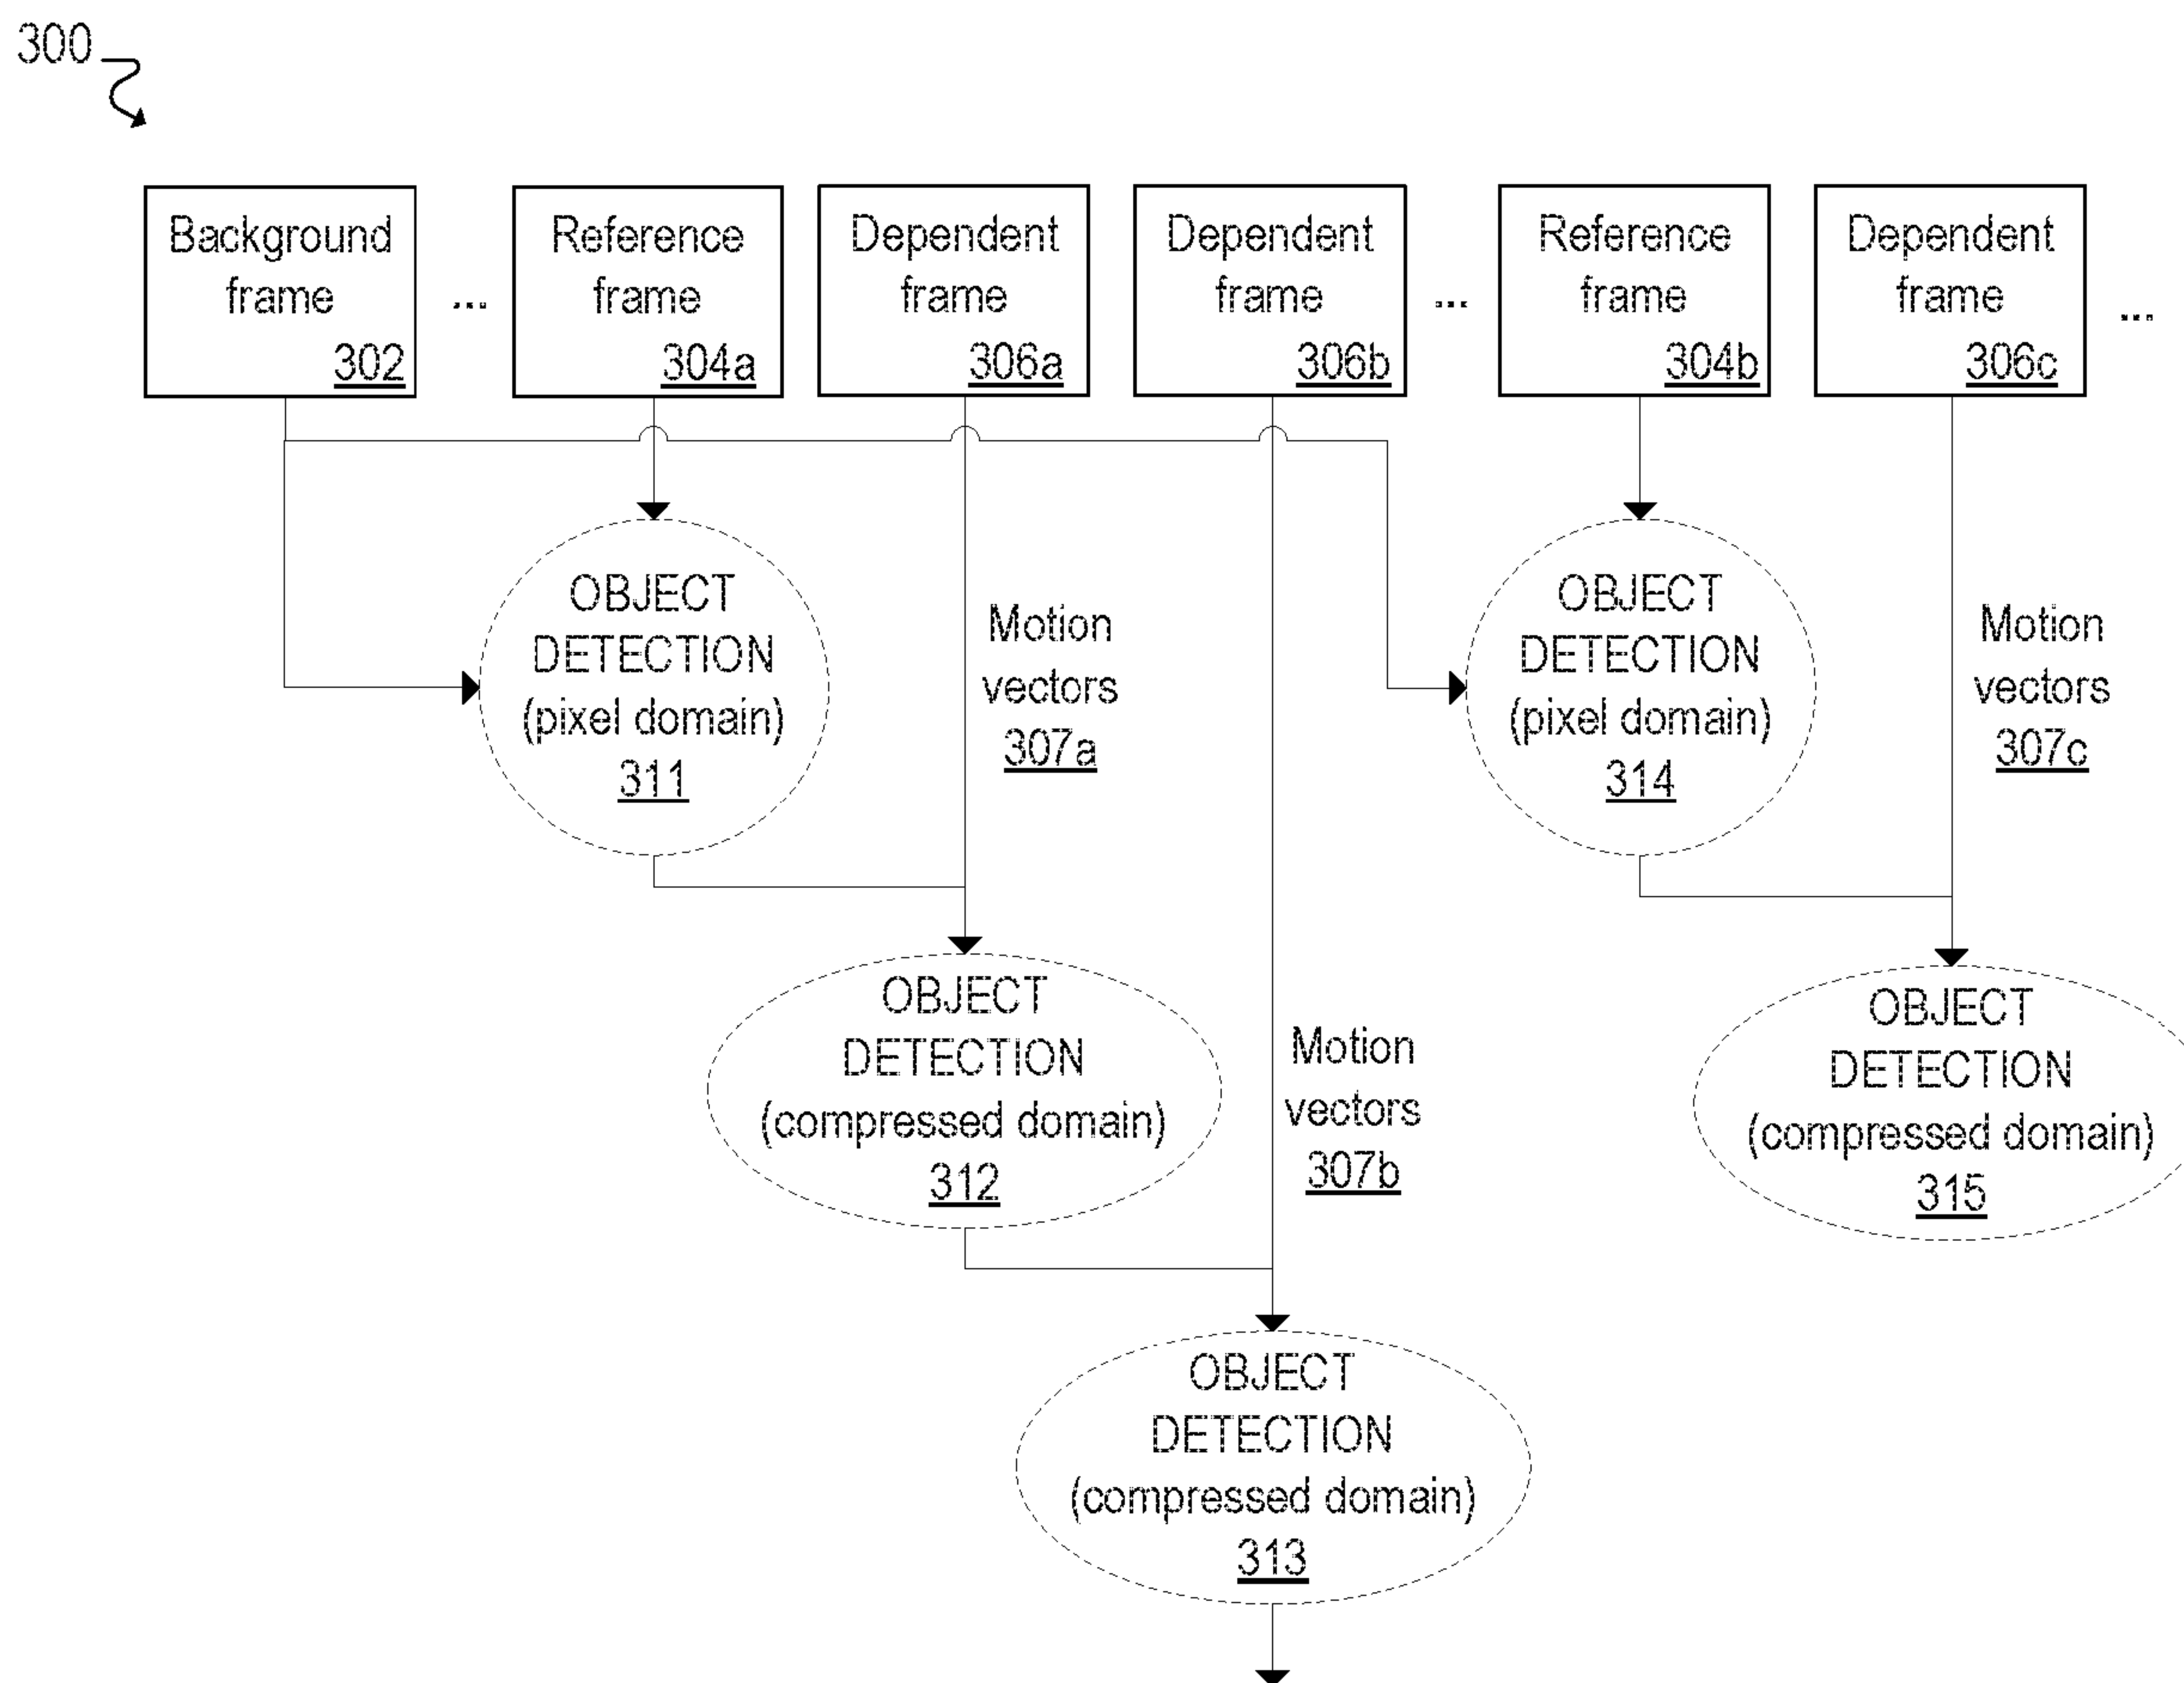 300
Background
frame
302
...
Reference
frame
304a
Dependent
frame
306a
Dependent
frame
306b
...
Reference
frame
304b
Dependent
frame
306c
...
OBJECT
DETECTION
(pixel domain)
311
Motion
vectors
307a
OBJECT
DETECTION
(pixel domain)
314
Motion
vectors
307c
OBJECT
DETECTION
(compressed domain)
312
Motion
vectors
307b
OBJECT
DETECTION
(compressed domain)
315
OBJECT
DETECTION
(compressed domain)
313